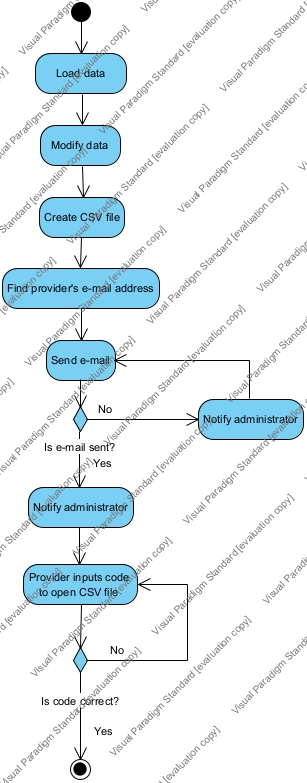 Load data
Modify data
Create CSV file
Find provider's e-mail address
Send e-mail
No
Notify administrator
Is e-mail sent?
Yes
Notify administrator
Provider inputs code
to open CSV file
No
Is code correct?
Yes
Visual Paradigm Standard [evaluation copy]